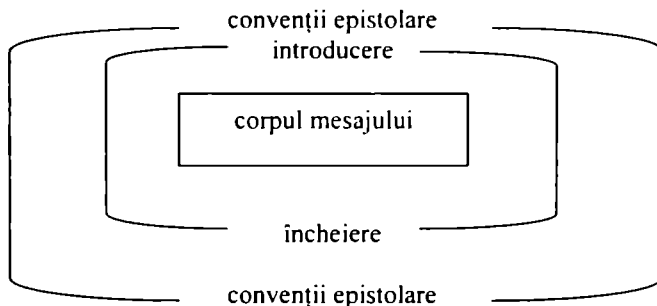 convenții epistolare
introducere
corpul mesajului
încheiere
convenții epistolare